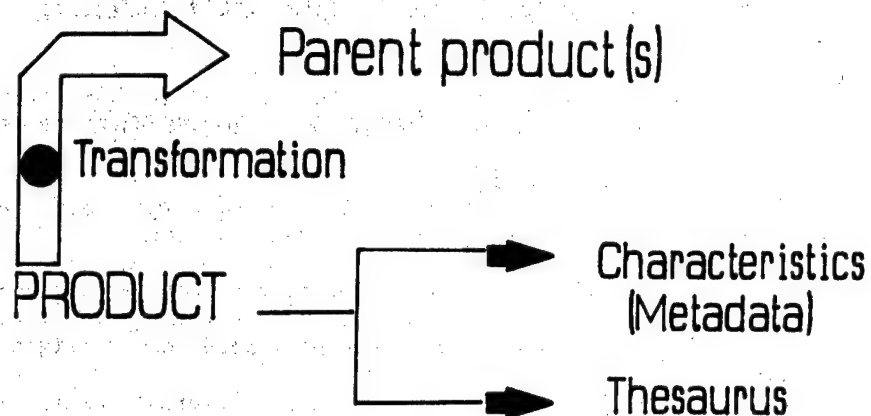 Parent product(s)
Transformation
PRODUCT
Characteristics
(Metadata)
Thesaurus